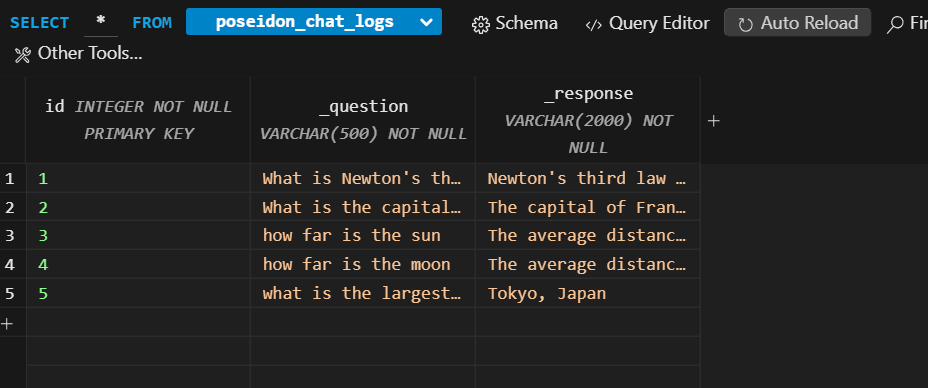 SELECT * FROM poseidon_chat_logs Schema Query Editor Auto Reload Fin
Other Tools...
id INTEGER NOT NULL PRIMARY KEY
_question VARCHAR(500) NOT NULL
_response VARCHAR(2000) NOT NULL
+
1 1 What is Newton's th… Newton's third law …
2 2 What is the capital… The capital of Fran…
3 3 how far is the sun The average distanc…
4 4 how far is the moon The average distanc…
5 5 what is the largest… Tokyo, Japan
+